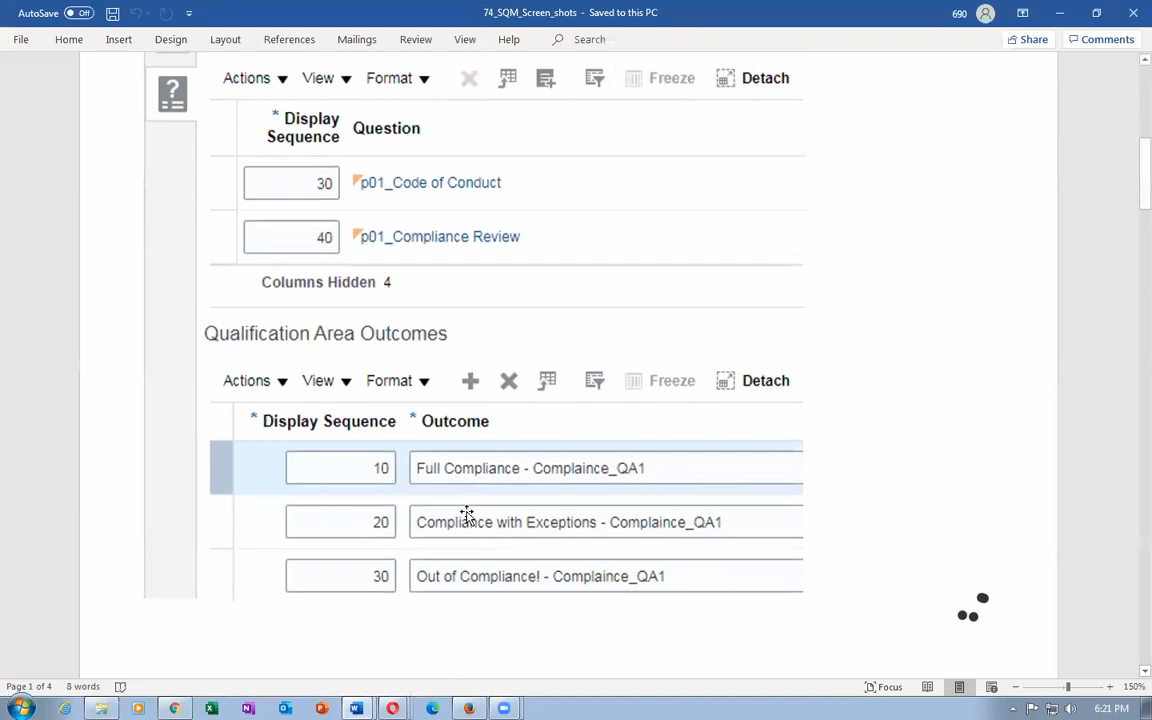 AutoSave Off 74_SQM_Screen_shots - Saved to this PC 690
File Home Insert Design Layout References Mailings Review View Help Search Share Comments
Actions View Format Freeze Detach
* Display Sequence Question
30 p01_Code of Conduct
40 p01_Compliance Review
Columns Hidden 4
Qualification Area Outcomes
Actions View Format Freeze Detach
* Display Sequence * Outcome
10 Full Compliance - Complaince_QA1
20 Compliance with Exceptions - Complaince_QA1
30 Out of Compliance! - Complaince_QA1
Page 1 of 4 8 words Focus 150%
6:21 PM